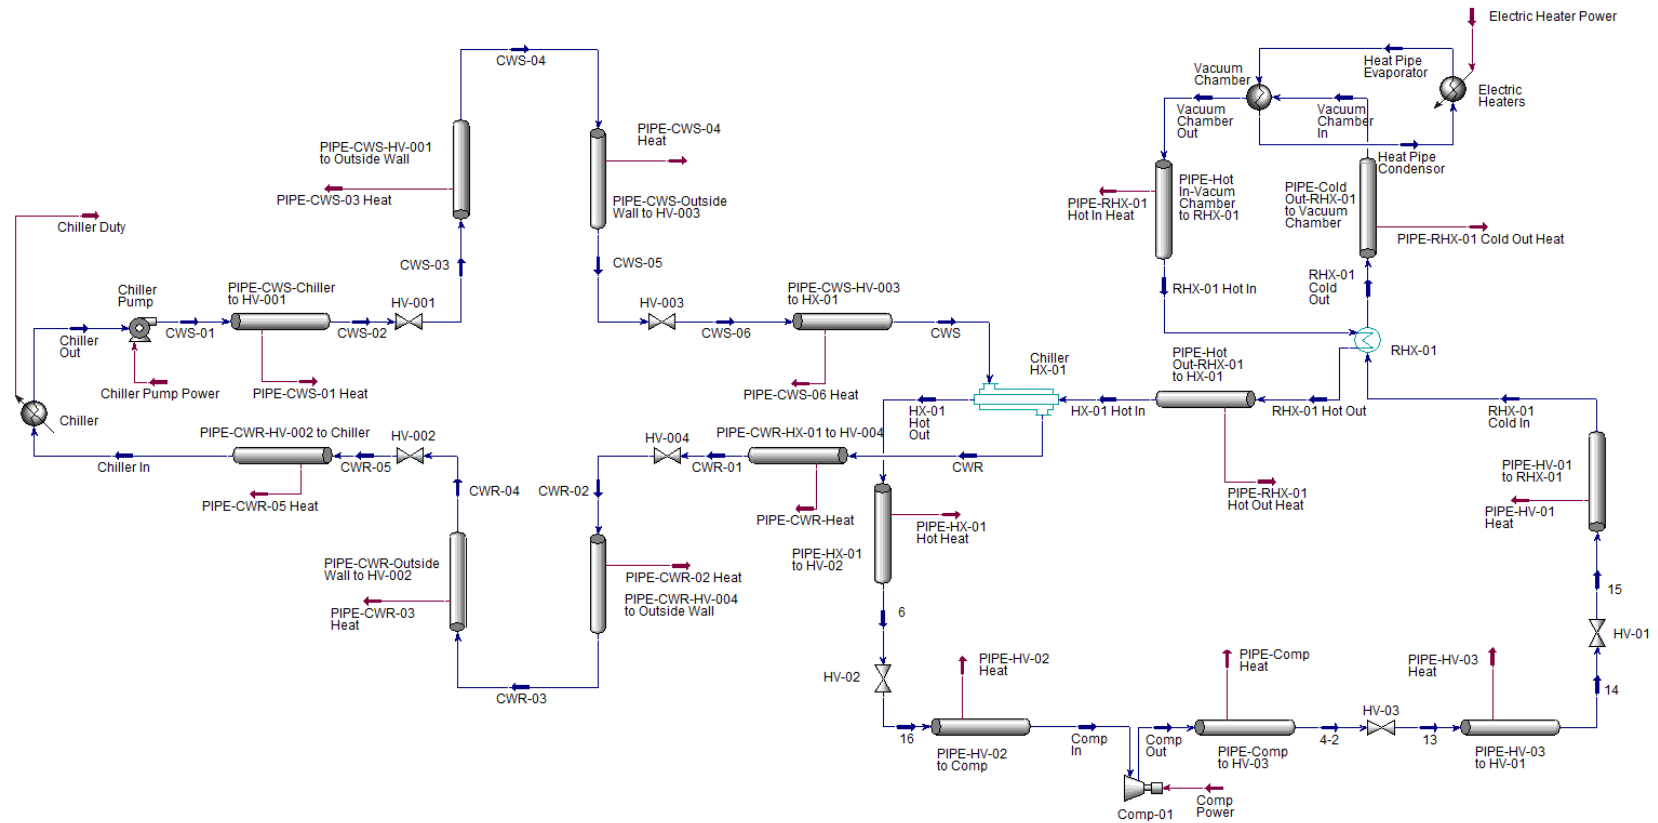 Electric Heater Power
CWS-04
Heat Pipe
Evaporator
Vacuum
Chamber
Electric
Heaters
Vacuum
Chamber
Out
Vacuum
Chamber
In
PIPE-CWS-04
Heat
PIPE-CWS-HV-001
to Outside Wall
Heat Pipe
Condensor
PIPE-CWS-03 Heat
PIPE-CWS-Outside
Wall to HV-003
PIPE-RHX-01
Hot In Heat
PIPE-Hot
In-Vacum
Chamber
to RHX-01
PIPE-Cold
Out-RHX-01
to Vacuum
Chamber
PIPE-RHX-01 Cold Out Heat
Chiller Duty
CWS-03
CWS-05
RHX-01 Hot In
RHX-01
Cold
Out
Chiller
Pump
PIPE-CWS-Chiller
to HV-001
HV-001
HV-003
PIPE-CWS-HV-003
to HX-01
Chiller
Out
CWS-01
CWS-02
CWS-06
CWS
RHX-01
Chiller
HX-01
PIPE-Hot
Out-RHX-01
to HX-01
Chiller Pump Power
PIPE-CWS-01 Heat
PIPE-CWS-06 Heat
Chiller
HX-01
Hot
Out
HX-01 Hot In
RHX-01 Hot Out
RHX-01
Cold In
PIPE-CWR-HV-002 to Chiller
HV-002
HV-004
PIPE-CWR-HX-01 to HV-004
Chiller In
CWR-05
CWR-01
CWR
PIPE-HV-01
to RHX-01
CWR-04
CWR-02
PIPE-CWR-05 Heat
PIPE-CWR-Heat
PIPE-HX-01
Hot Heat
PIPE-RHX-01
Hot Out Heat
PIPE-HV-01
Heat
PIPE-CWR-Outside
Wall to HV-002
PIPE-HX-01
to HV-02
PIPE-CWR-02 Heat
PIPE-CWR-HV-004
to Outside Wall
PIPE-CWR-03
Heat
6
15
HV-01
PIPE-HV-02
Heat
PIPE-Comp
Heat
PIPE-HV-03
Heat
HV-02
CWR-03
14
HV-03
16
Comp
In
Comp
Out
4-2
13
PIPE-HV-02
to Comp
PIPE-Comp
to HV-03
PIPE-HV-03
to HV-01
Comp-01
Comp
Power